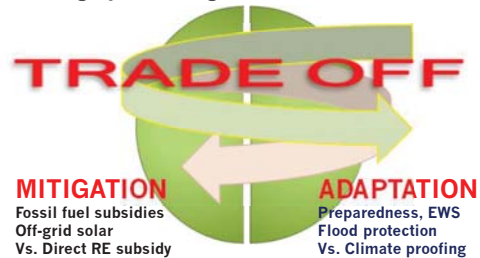 TRADE OFF
MITIGATION
Fossil fuel subsidies
Off-grid solar
Vs. Direct RE subsidy
ADAPTATION
Preparedness, EWS
Flood protection
Vs. Climate proofing